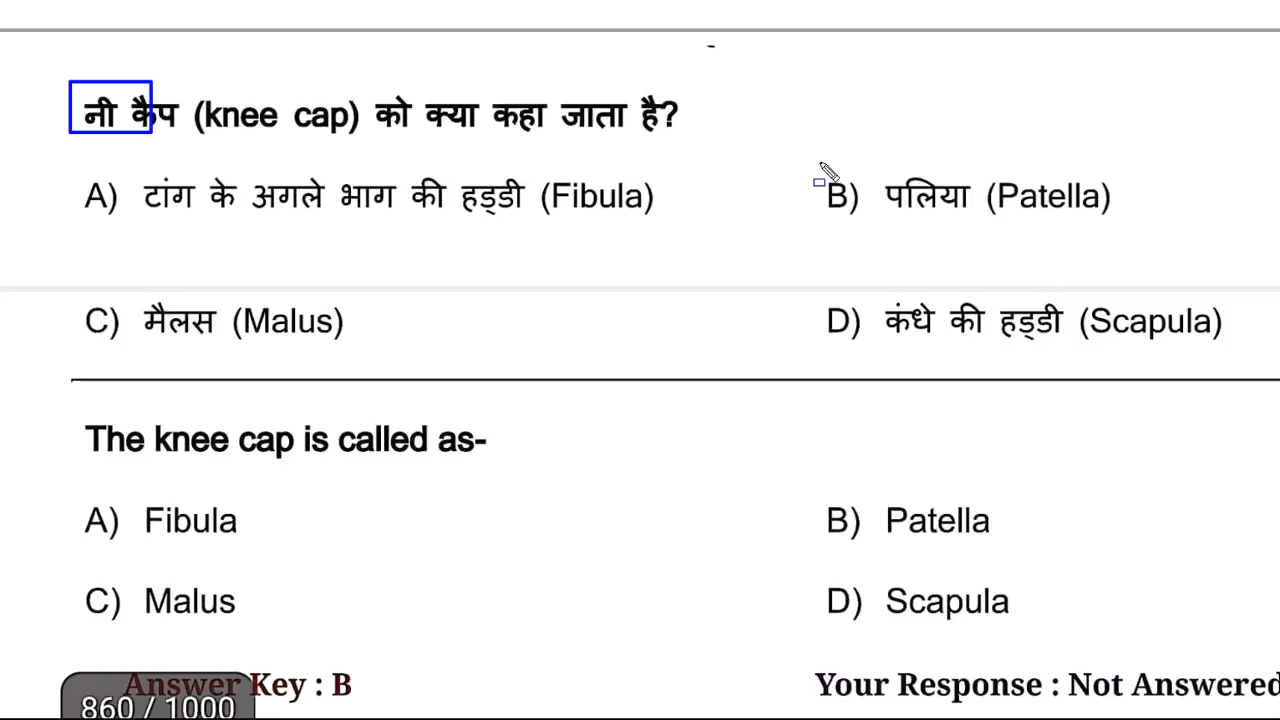 नी कैप (knee cap) को क्या कहा जाता है?
A) टांग के अगले भाग की हड्डी (Fibula) B) पलिया (Patella)
C) मैलस (Malus) D) कंधे की हड्डी (Scapula)
The knee cap is called as-
A) Fibula B) Patella
C) Malus D) Scapula
Answer Key : B Your Response : Not Answered
860 / 1000